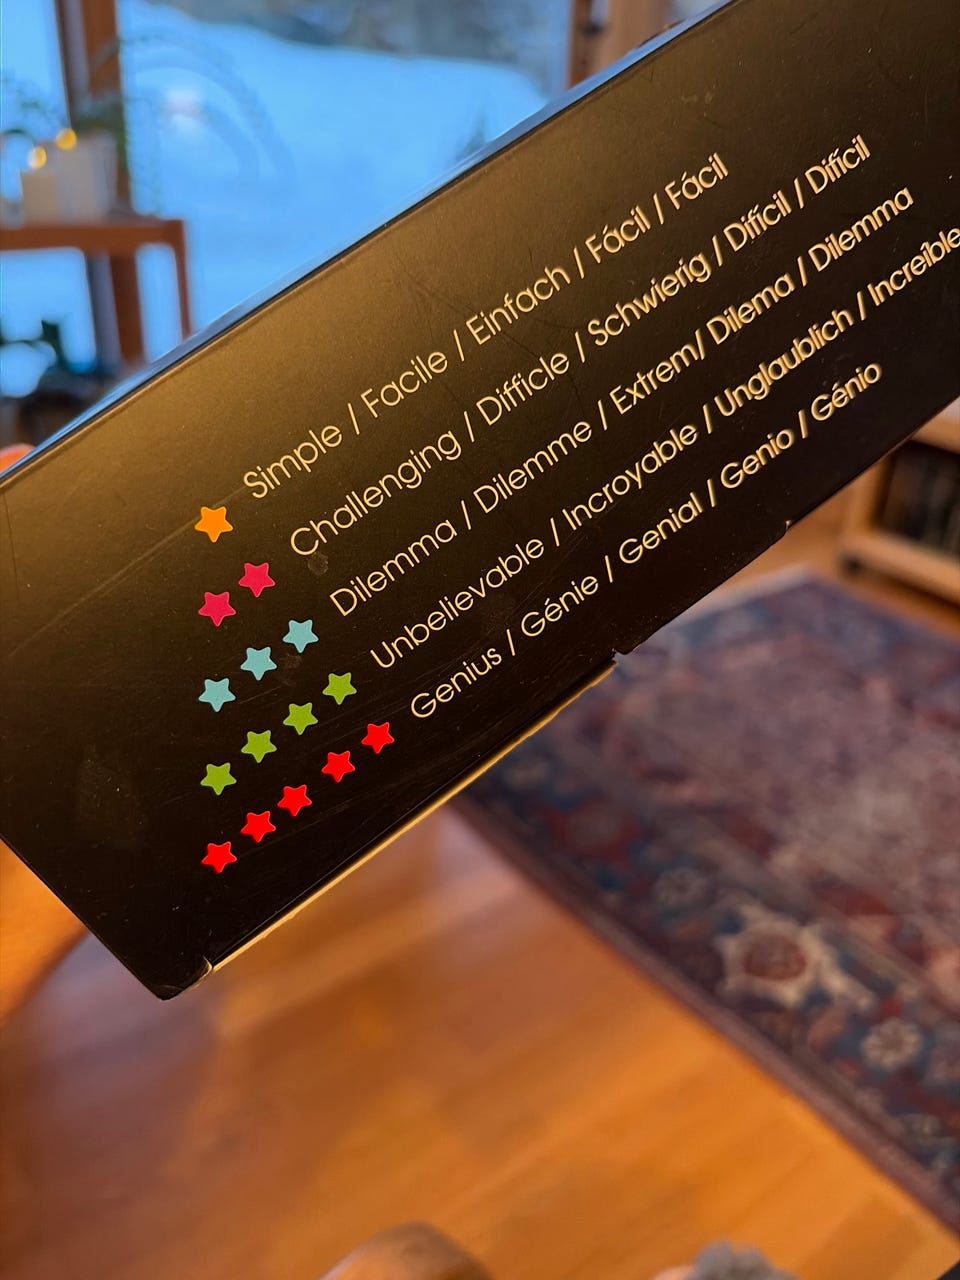 Simple / Facile / Einfach / Fácil / Fácil
Challenging / Difficle / Schwierig / Difícil / Difícil
Dilemma / Dilemme / Extrem/ Dilema / Dilemma
Unbelievable / Incroyable / Unglaublich / Increíble
Genius / Génie / Genial / Genio / Génio